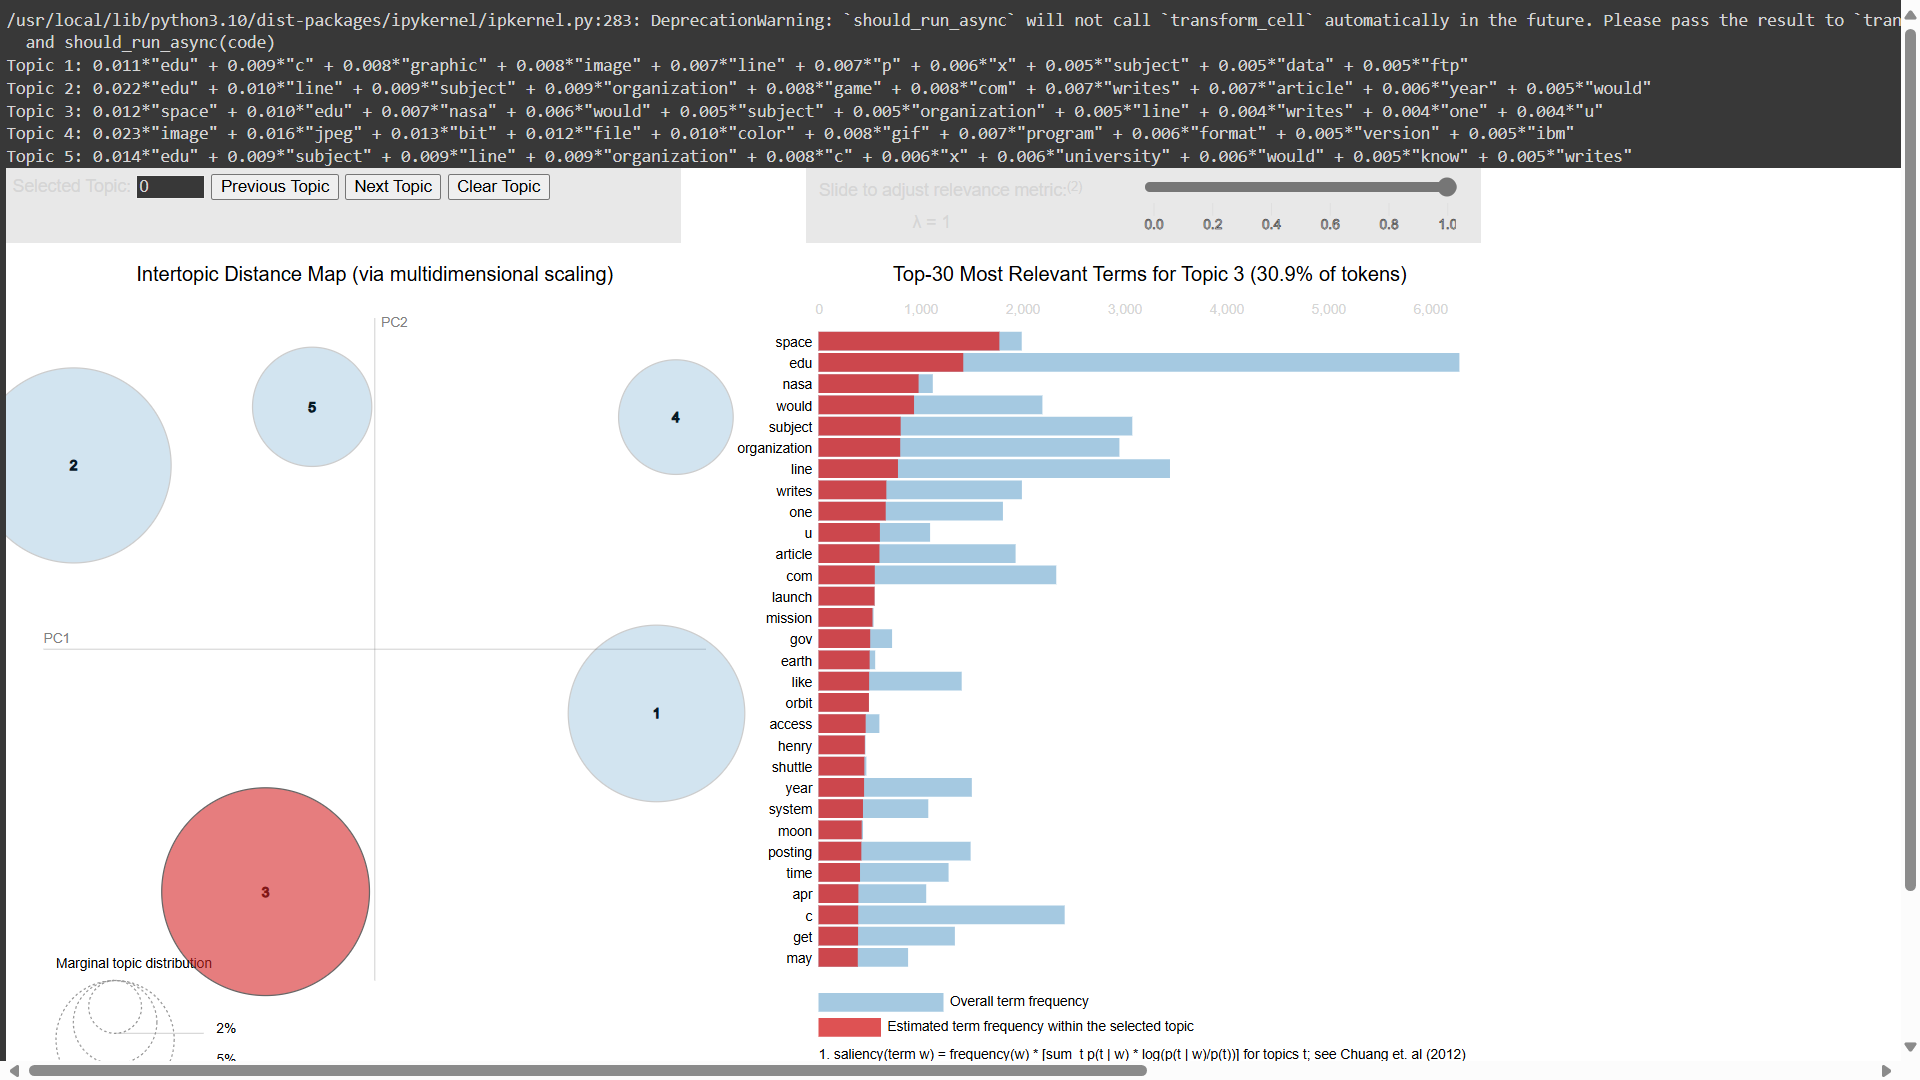 /usr/local/lib/python3.10/dist-packages/ipykernel/ipkernel.py:283: DeprecationWarning: `should_run_async` will not call `transform_cell` automatically in the future. Please pass the result to `tran
and should_run_async(code)
Topic 1: 0.011*"edu" + 0.009*"c" + 0.008*"graphic" + 0.008*"image" + 0.007*"line" + 0.007*"p" + 0.006*"x" + 0.005*"subject" + 0.005*"data" + 0.005*"ftp"
Topic 2: 0.022*"edu" + 0.010*"line" + 0.009*"subject" + 0.009*"organization" + 0.008*"game" + 0.008*"com" + 0.007*"writes" + 0.007*"article" + 0.006*"year" + 0.005*"would"
Topic 3: 0.012*"space" + 0.010*"edu" + 0.007*"nasa" + 0.006*"would" + 0.005*"subject" + 0.005*"organization" + 0.005*"line" + 0.004*"writes" + 0.004*"one" + 0.004*"u"
Topic 4: 0.023*"image" + 0.016*"jpeg" + 0.013*"bit" + 0.012*"file" + 0.010*"color" + 0.008*"gif" + 0.007*"program" + 0.006*"format" + 0.005*"version" + 0.005*"ibm"
Topic 5: 0.014*"edu" + 0.009*"subject" + 0.009*"line" + 0.009*"organization" + 0.008*"c" + 0.006*"x" + 0.006*"university" + 0.006*"would" + 0.005*"know" + 0.005*"writes"
Selected Topic: 0 Previous Topic Next Topic Clear Topic
Slide to adjust relevance metric:(2)
λ = 1
0.0 0.2 0.4 0.6 0.8 1.0
Intertopic Distance Map (via multidimensional scaling)
PC2
5
4
2
PC1
1
3
Marginal topic distribution
2%
5%
Top-30 Most Relevant Terms for Topic 3 (30.9% of tokens)
0 1,000 2,000 3,000 4,000 5,000 6,000
space
edu
nasa
would
subject
organization
line
writes
one
u
article
com
launch
mission
gov
earth
like
orbit
access
henry
shuttle
year
system
moon
posting
time
apr
c
get
may
Overall term frequency
Estimated term frequency within the selected topic
1. saliency(term w) = frequency(w) * [sum_t p(t | w) * log(p(t | w)/p(t))] for topics t; see Chuang et. al (2012)